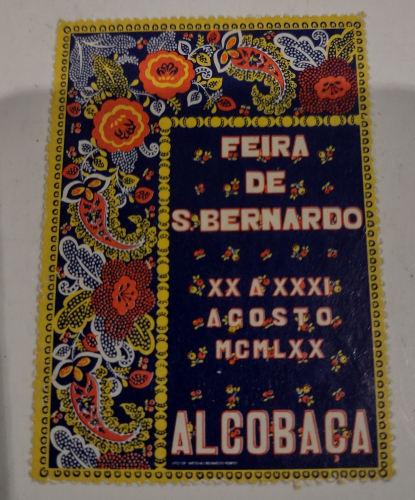 FEIRA
DE
S.BERNARDO
XX A XXXI
AGOSTO
MCMLXX
ALCOBAÇA